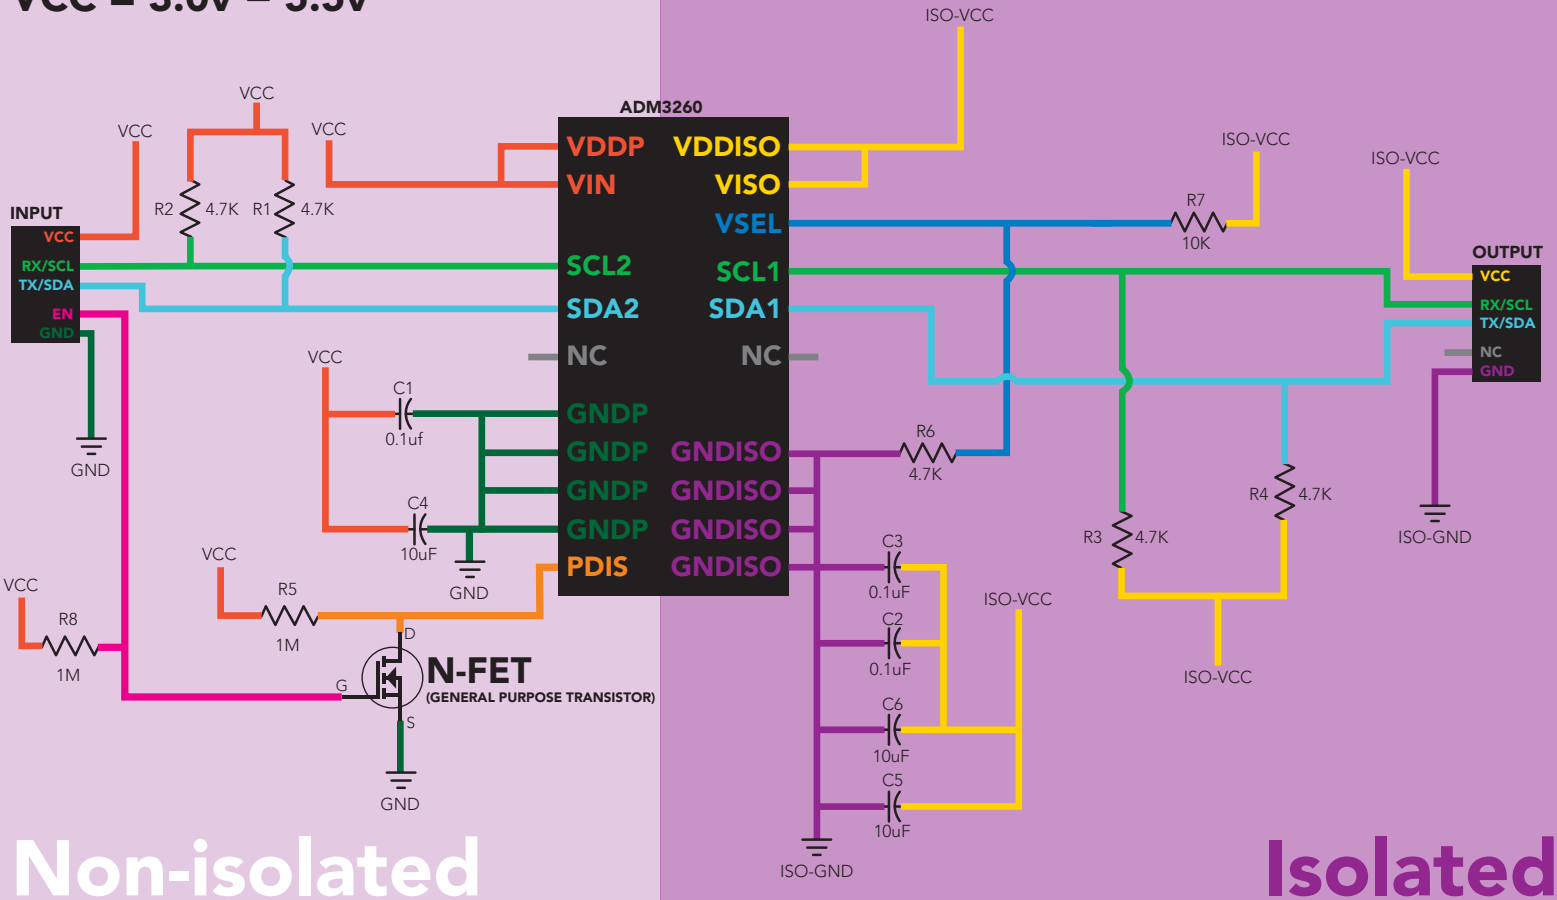 VCC = 3.0v – 5.5v
ISO-VCC
VCC
VCC
VCC
ADM3260
ISO-VCC
ISO-VCC
VDDP
VDDISO
VIN
VISO
R2
4.7K
R1
4.7K
R7
10K
INPUT
VCC
RX/SCL
TX/SDA
EN
GND
VSEL
SCL2
SCL1
SDA2
SDA1
NC
NC
OUTPUT
VCC
RX/SCL
TX/SDA
NC
GND
VCC
C1
0.1uf
GNDP
GNDP
GNDISO
GNDP
GNDISO
GNDP
GNDISO
PDIS
GNDISO
R6
4.7K
GND
C4
10uF
GND
R4
4.7K
R3
4.7K
ISO-GND
VCC
R5
1M
VCC
R8
1M
C3
0.1uF
C2
0.1uF
ISO-VCC
D
G
S
N-FET
(GENERAL PURPOSE TRANSISTOR)
ISO-VCC
C6
10uF
C5
10uF
GND
ISO-GND
Non-isolated
Isolated